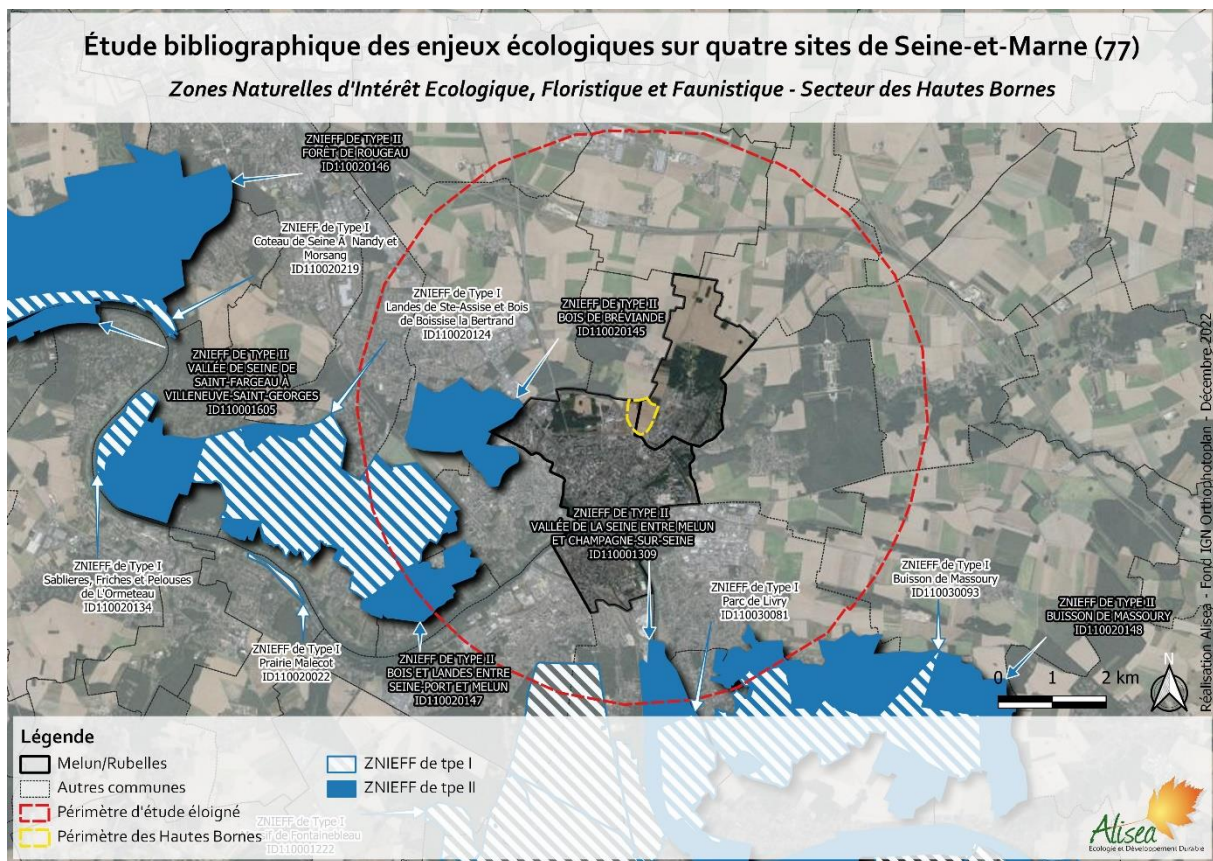 Étude bibliographique des enjeux écologiques sur quatre sites de Seine-et-Marne (77)
Zones Naturelles d'Intérêt Ecologique, Floristique et Faunistique - Secteur des Hautes Bornes
ZNIEFF DE TYPE II
FORÊT DE ROUGEAU
ID110020146
ZNIEFF de Type I
Coteau de Seine À Nandy et
Morsang
ID110020219
ZNIEFF de Type I
Landes de Ste-Assise et Bois
de Boissise la Bertrand
ID110020124
ZNIEFF DE TYPE II
BOIS DE BRÉVIANDE
ID110020145
ZNIEFF DE TYPE II
VALLÉE DE SEINE DE
SAINT-FARGEAU À
VILLENEUVE-SAINT-GEORGES
ID110001605
ZNIEFF DE TYPE II
VALLÉE DE LA SEINE ENTRE MELUN
ET CHAMPAGNE-SUR-SEINE
ID110001309
ZNIEFF de Type I
Sablieres, Friches et Pelouses
de L'Ormeteau
ID110020134
ZNIEFF de Type I
Prairie Malecot
ID110020022
ZNIEFF DE TYPE II
BOIS ET LANDES ENTRE
SEINE-PORT ET MELUN
ID110020147
ZNIEFF de Type I
Parc de Livry
ID110030081
ZNIEFF de Type I
Buisson de Massoury
ID110030093
ZNIEFF DE TYPE II
BUISSON DE MASSOURY
ID110020148
0 1 2 km
N
Réalisation Alisea - Fond IGN Orthophotoplan - Décembre 2022
Légende
Melun/Rubelles
Autres communes
Périmètre d'étude éloigné
Périmètre des Hautes Bornes
ZNIEFF de tpe I
ZNIEFF de tpe II
ZNIEFF de Type I
de Fontainebleau
ID110001222
Alisea
Ecologie et Développement Durable